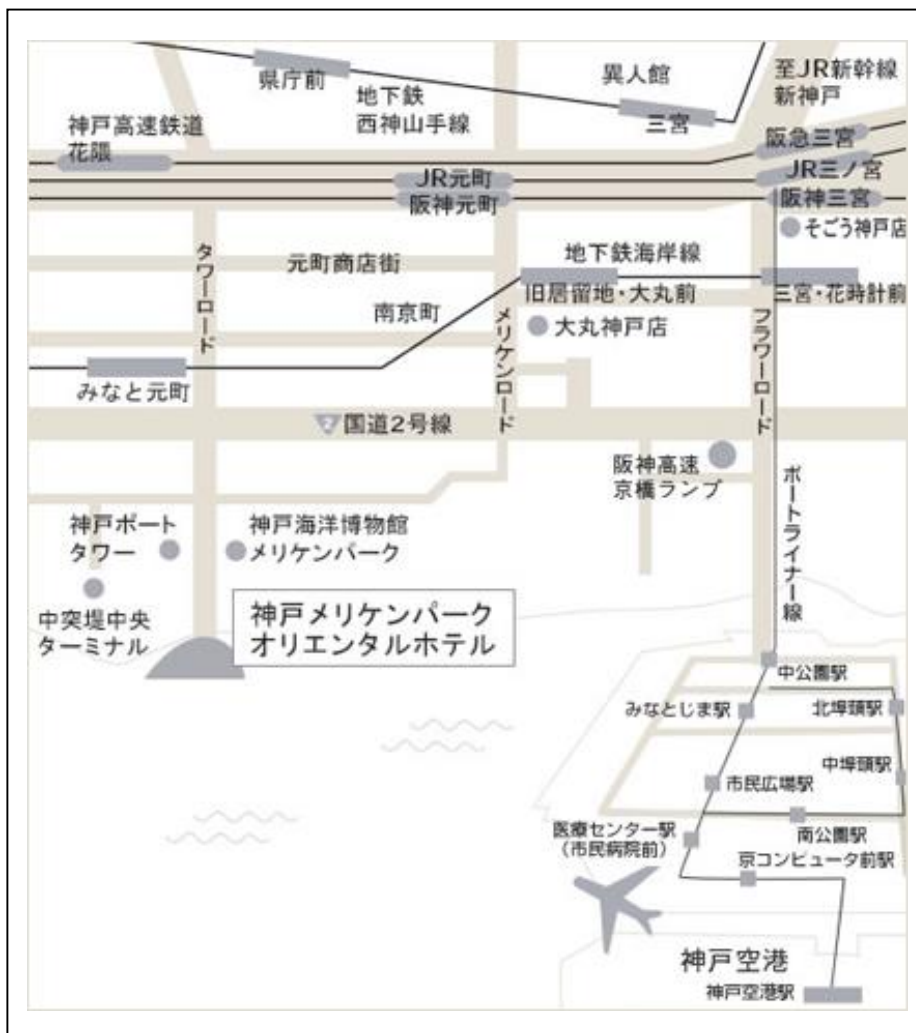 県庁前
地下鉄
西神山手線
異人館
三宮
至JR新幹線
新神戸
神戸高速鉄道
花隈
阪急三宮
JR元町
JR三ノ宮
阪神元町
阪神三宮
そごう神戸店
タワーロード
元町商店街
地下鉄海岸線
旧居留地・大丸前
三宮・花時計前
南京町
メリケンロード
大丸神戸店
フラワーロード
みなと元町
2
国道2号線
阪神高速
京橋ランプ
ポートライナー線
神戸ポート
タワー
神戸海洋博物館
メリケンパーク
中突堤中央
ターミナル
神戸メリケンパーク
オリエンタルホテル
中公園駅
みなとじま駅
北埠頭駅
中埠頭駅
市民広場駅
医療センター駅
（市民病院前）
南公園駅
京コンピュータ前駅
神戸空港
神戸空港駅